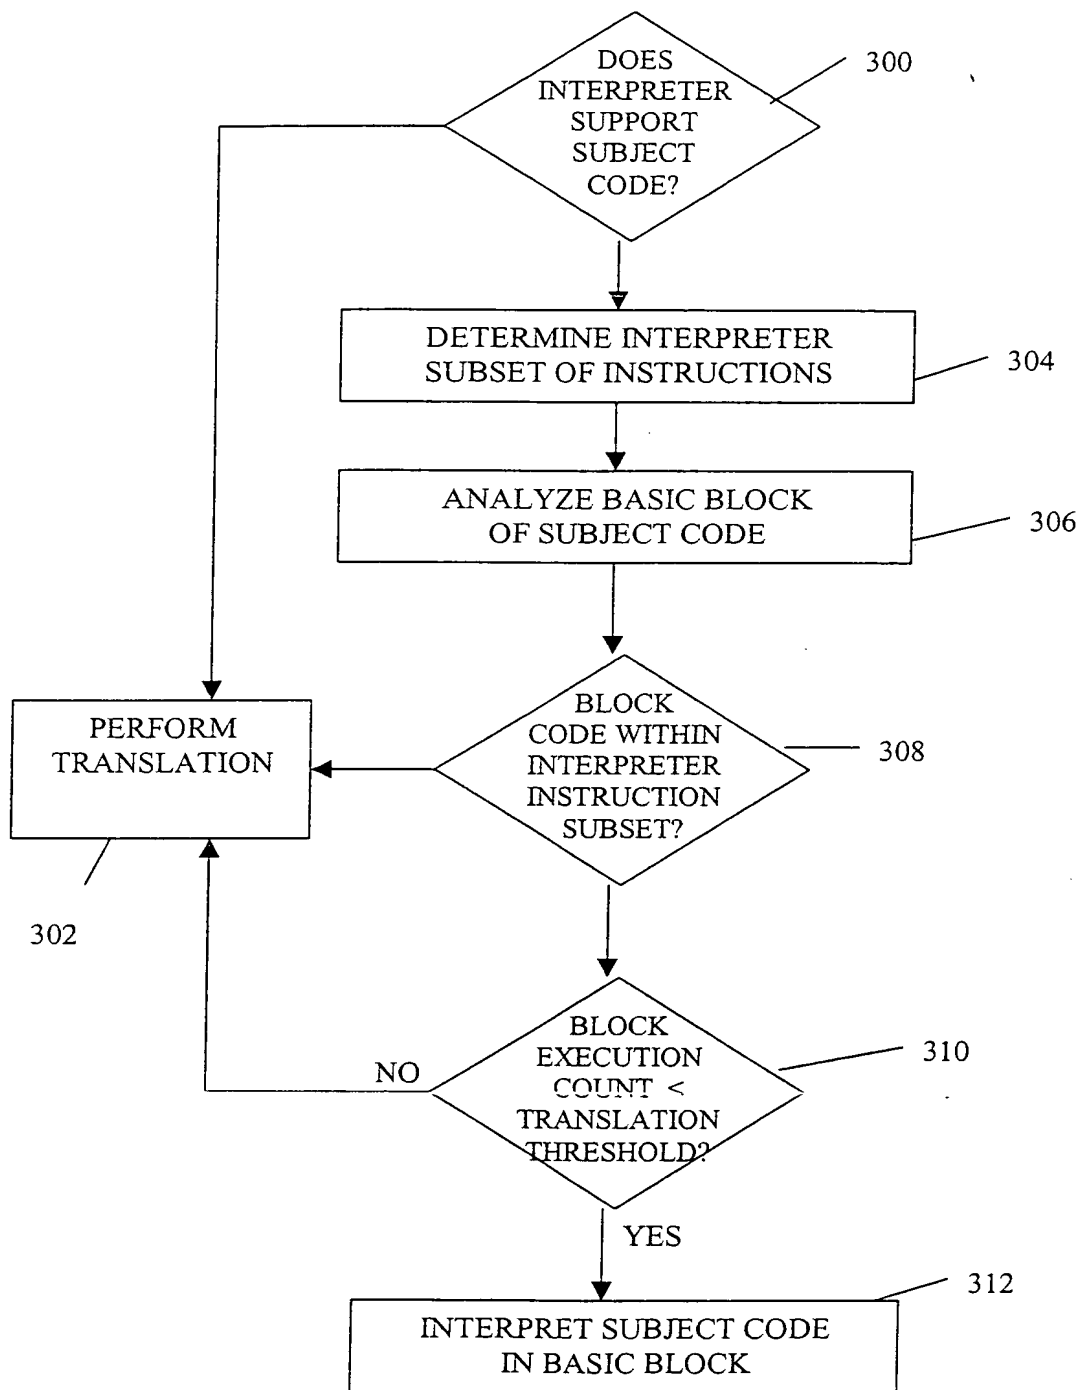 DOES
INTERPRETER
SUPPORT
SUBJECT
CODE?
300
DETERMINE INTERPRETER
SUBSET OF INSTRUCTIONS
304
ANALYZE BASIC BLOCK
OF SUBJECT CODE
306
BLOCK
CODE WITHIN
INTERPRETER
INSTRUCTION
SUBSET?
308
PERFORM
TRANSLATION
302
BLOCK
EXECUTION
COUNT <
TRANSLATION
THRESHOLD?
310
NO
YES
312
INTERPRET SUBJECT CODE
IN BASIC BLOCK